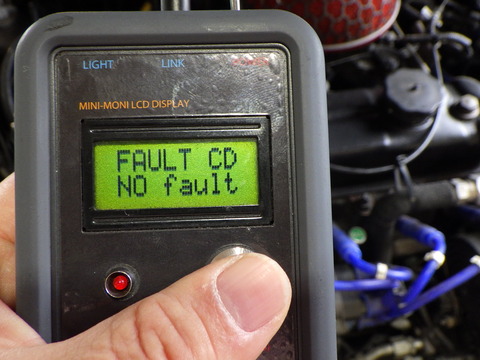 LIGHT LINK
MINI-MONI LCD DISPLAY
FAULT CD
NO fault